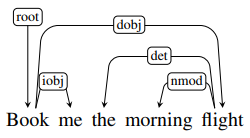 root
dobj
det
iobj
nmod
Book me the morning flight